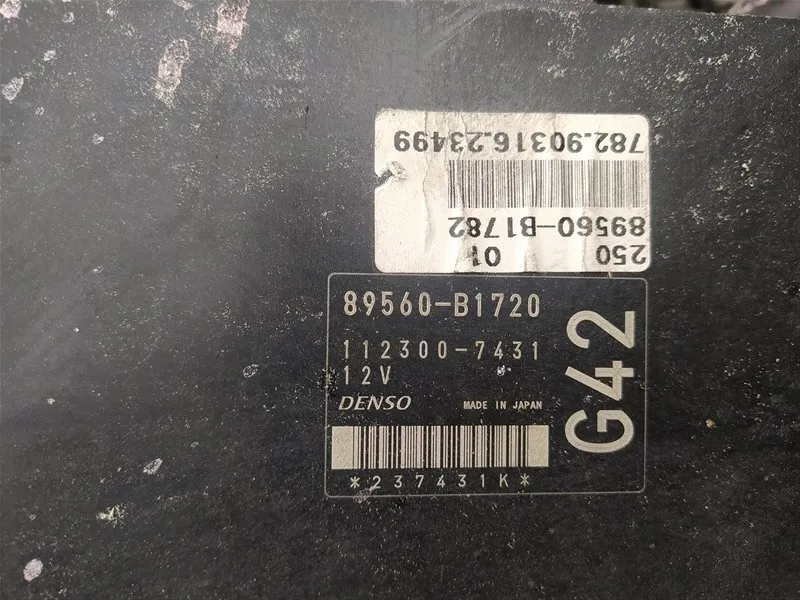 250
01
89560-B1782
782.90316.23499
89560-B1720
112300-7431
12V
DENSO MADE IN JAPAN
G42
*237431K*